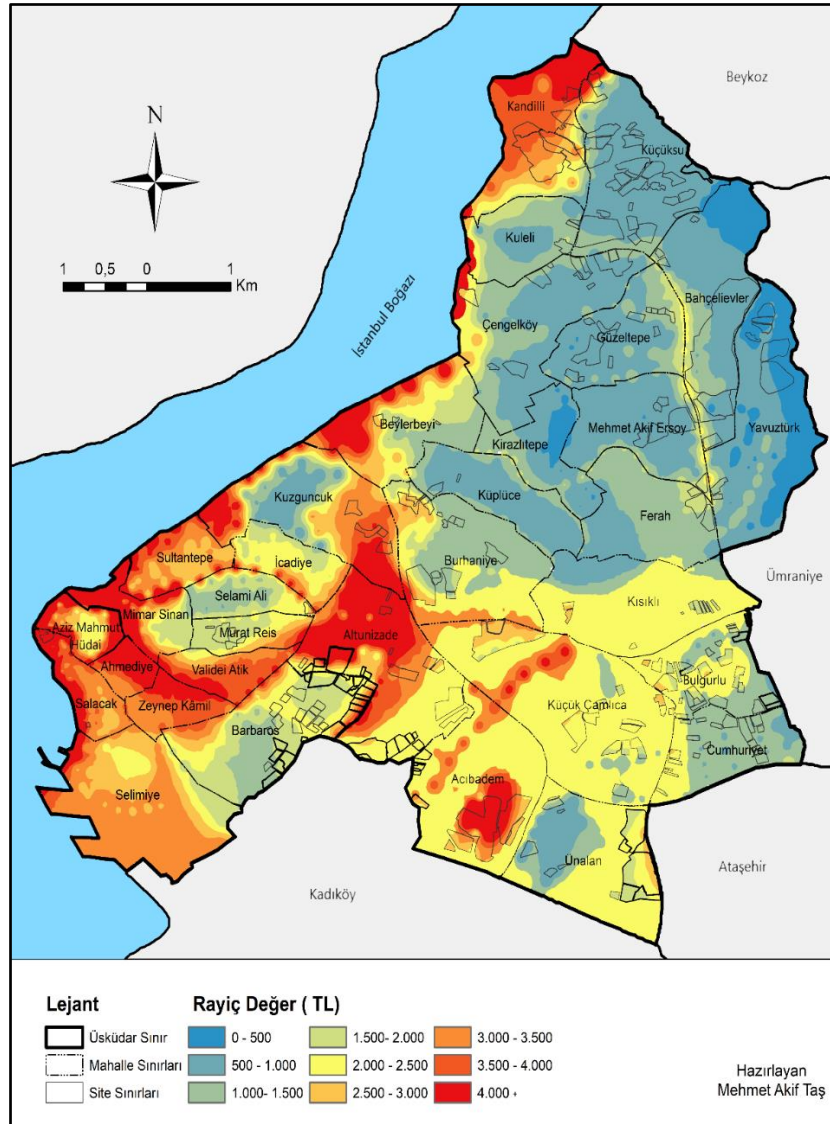 Beykoz
N
Kandilli
Küçüksu
Kuleli
1 0,5 0 1
Km
İstanbul Boğazı
Bahçelievler
Çengelköy
Güzeltepe
Beylerbeyi
Kirazlıtepe
Mehmet Akif Ersoy
Yavuztürk
Kuzguncuk
Küplüce
Ferah
Sultantepe
İcadiye
Burhaniye
Ümraniye
Selami Ali
Kısıklı
Mimar Sinan
Aziz Mahmut
Hüdai
Murat Reis
Altunizade
Ahmediye
Validei Atik
Bulgurlu
Salacak
Zeynep Kâmil
Küçük Çamlıca
Barbaros
Cumhuriyet
Acıbadem
Selimiye
Ünalan
Ataşehir
Kadıköy
Lejant
Üsküdar Sınır
Mahalle Sınırları
Site Sınırları
Rayiç Değer ( TL)
0 - 500
500 - 1.000
1.000- 1.500
1.500- 2.000
2.000 - 2.500
2.500 - 3.000
3.000 - 3.500
3.500 - 4.000
4.000 +
Hazırlayan
Mehmet Akif Taş